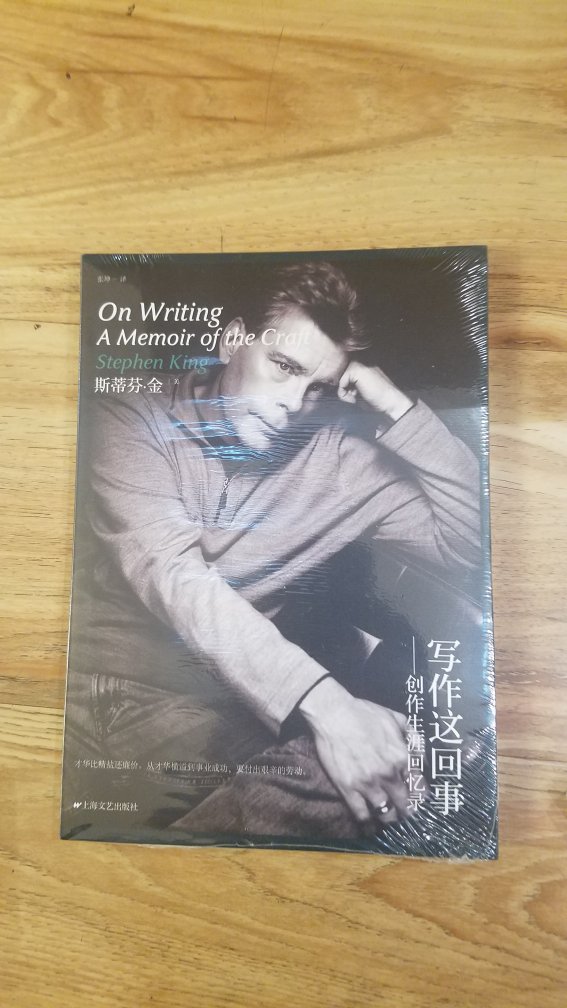 张坤 — 译
On Writing
A Memoir of the Craft
Stephen King
斯蒂芬·金 | 美
写作这回事
——创作生涯回忆录
才华比精盐还廉价。从才华横溢到事业成功，要付出艰辛的劳动。
上海文艺出版社